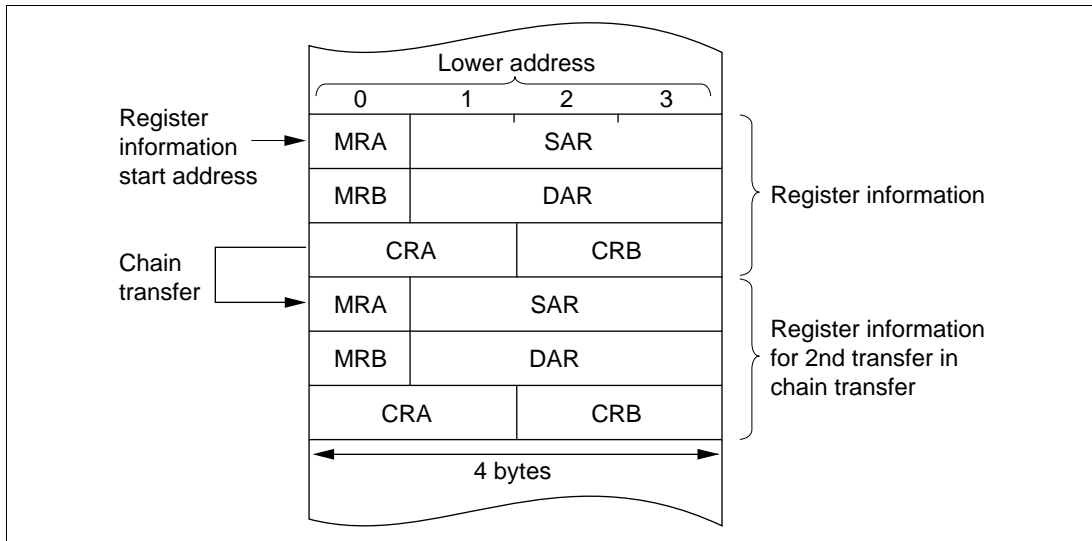 Lower address
0 1 2 3
Register
information
start address
MRA SAR
MRB DAR
Register information
CRA CRB
Chain
transfer
MRA SAR
MRB DAR
Register information
for 2nd transfer in
chain transfer
CRA CRB
4 bytes